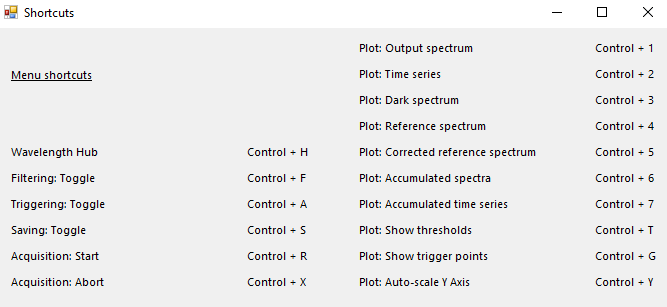 Shortcuts
Menu shortcuts
Wavelength Hub Control + H
Filtering: Toggle Control + F
Triggering: Toggle Control + A
Saving: Toggle Control + S
Acquisition: Start Control + R
Acquisition: Abort Control + X
Plot: Output spectrum Control + 1
Plot: Time series Control + 2
Plot: Dark spectrum Control + 3
Plot: Reference spectrum Control + 4
Plot: Corrected reference spectrum Control + 5
Plot: Accumulated spectra Control + 6
Plot: Accumulated time series Control + 7
Plot: Show thresholds Control + T
Plot: Show trigger points Control + G
Plot: Auto-scale Y Axis Control + Y